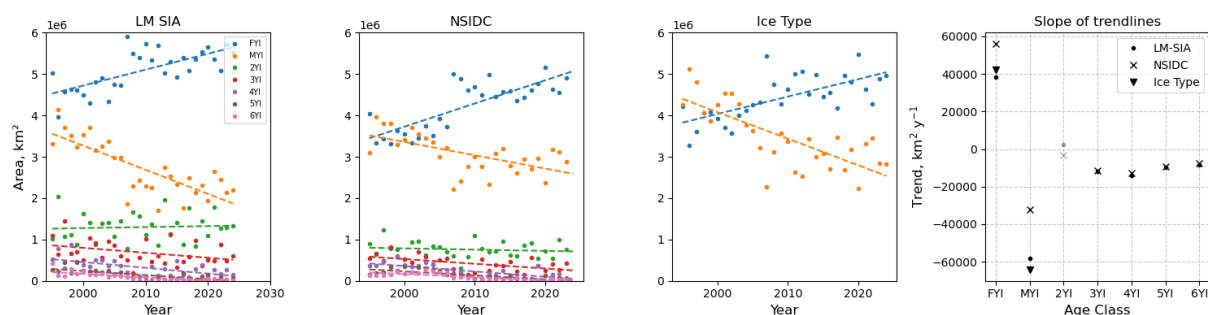 LM SIA
1e6
Area, km²
6
5
4
3
2
1
0
2000
2010
2020
2030
Year
FYI
MYI
2YI
3YI
4YI
5YI
6YI
NSIDC
1e6
6
5
4
3
2
1
0
2000
2010
2020
Year
Ice Type
1e6
6
5
4
3
2
1
0
2000
2010
2020
Year
Slope of trendlines
Trend, km² y⁻¹
60000
40000
20000
0
−20000
−40000
−60000
FYI
MYI
2YI
3YI
4YI
5YI
6YI
Age Class
LM-SIA
NSIDC
Ice Type